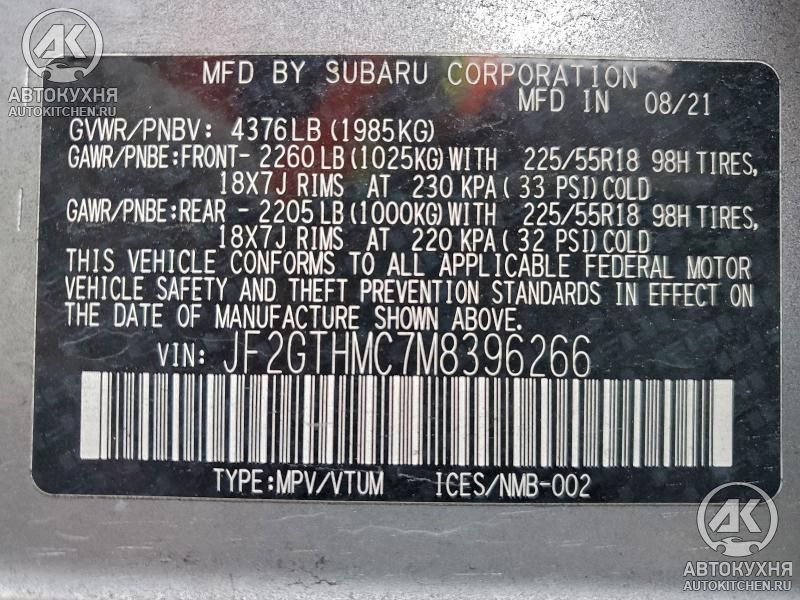 AK
АВТОКУХНЯ
AUTOKITCHEN.RU
MFD BY SUBARU CORPORATION
MFD IN 08/21
GVWR/PNBV: 4376LB(1985KG)
GAWR/PNBE:FRONT-2260LB(1025KG)WITH 225/55R18 98H TIRES,
18X7J RIMS AT 230 KPA(33 PSI)COLD
GAWR/PNBE:REAR -2205LB(1000KG)WITH 225/55R18 98H TIRES,
18X7J RIMS AT 220 KPA(32 PSI)COLD
THIS VEHICLE CONFORMS TO ALL APPLICABLE FEDERAL MOTOR
VEHICLE SAFETY AND THEFT PREVENTION STANDARDS IN EFFECT ON
THE DATE OF MANUFACTURE SHOWN ABOVE.
VIN: JF2GTHMC7M8396266
TYPE:MPV/VTUM ICES/NMB-002
AK
АВТОКУХНЯ
AUTOKITCHEN.RU